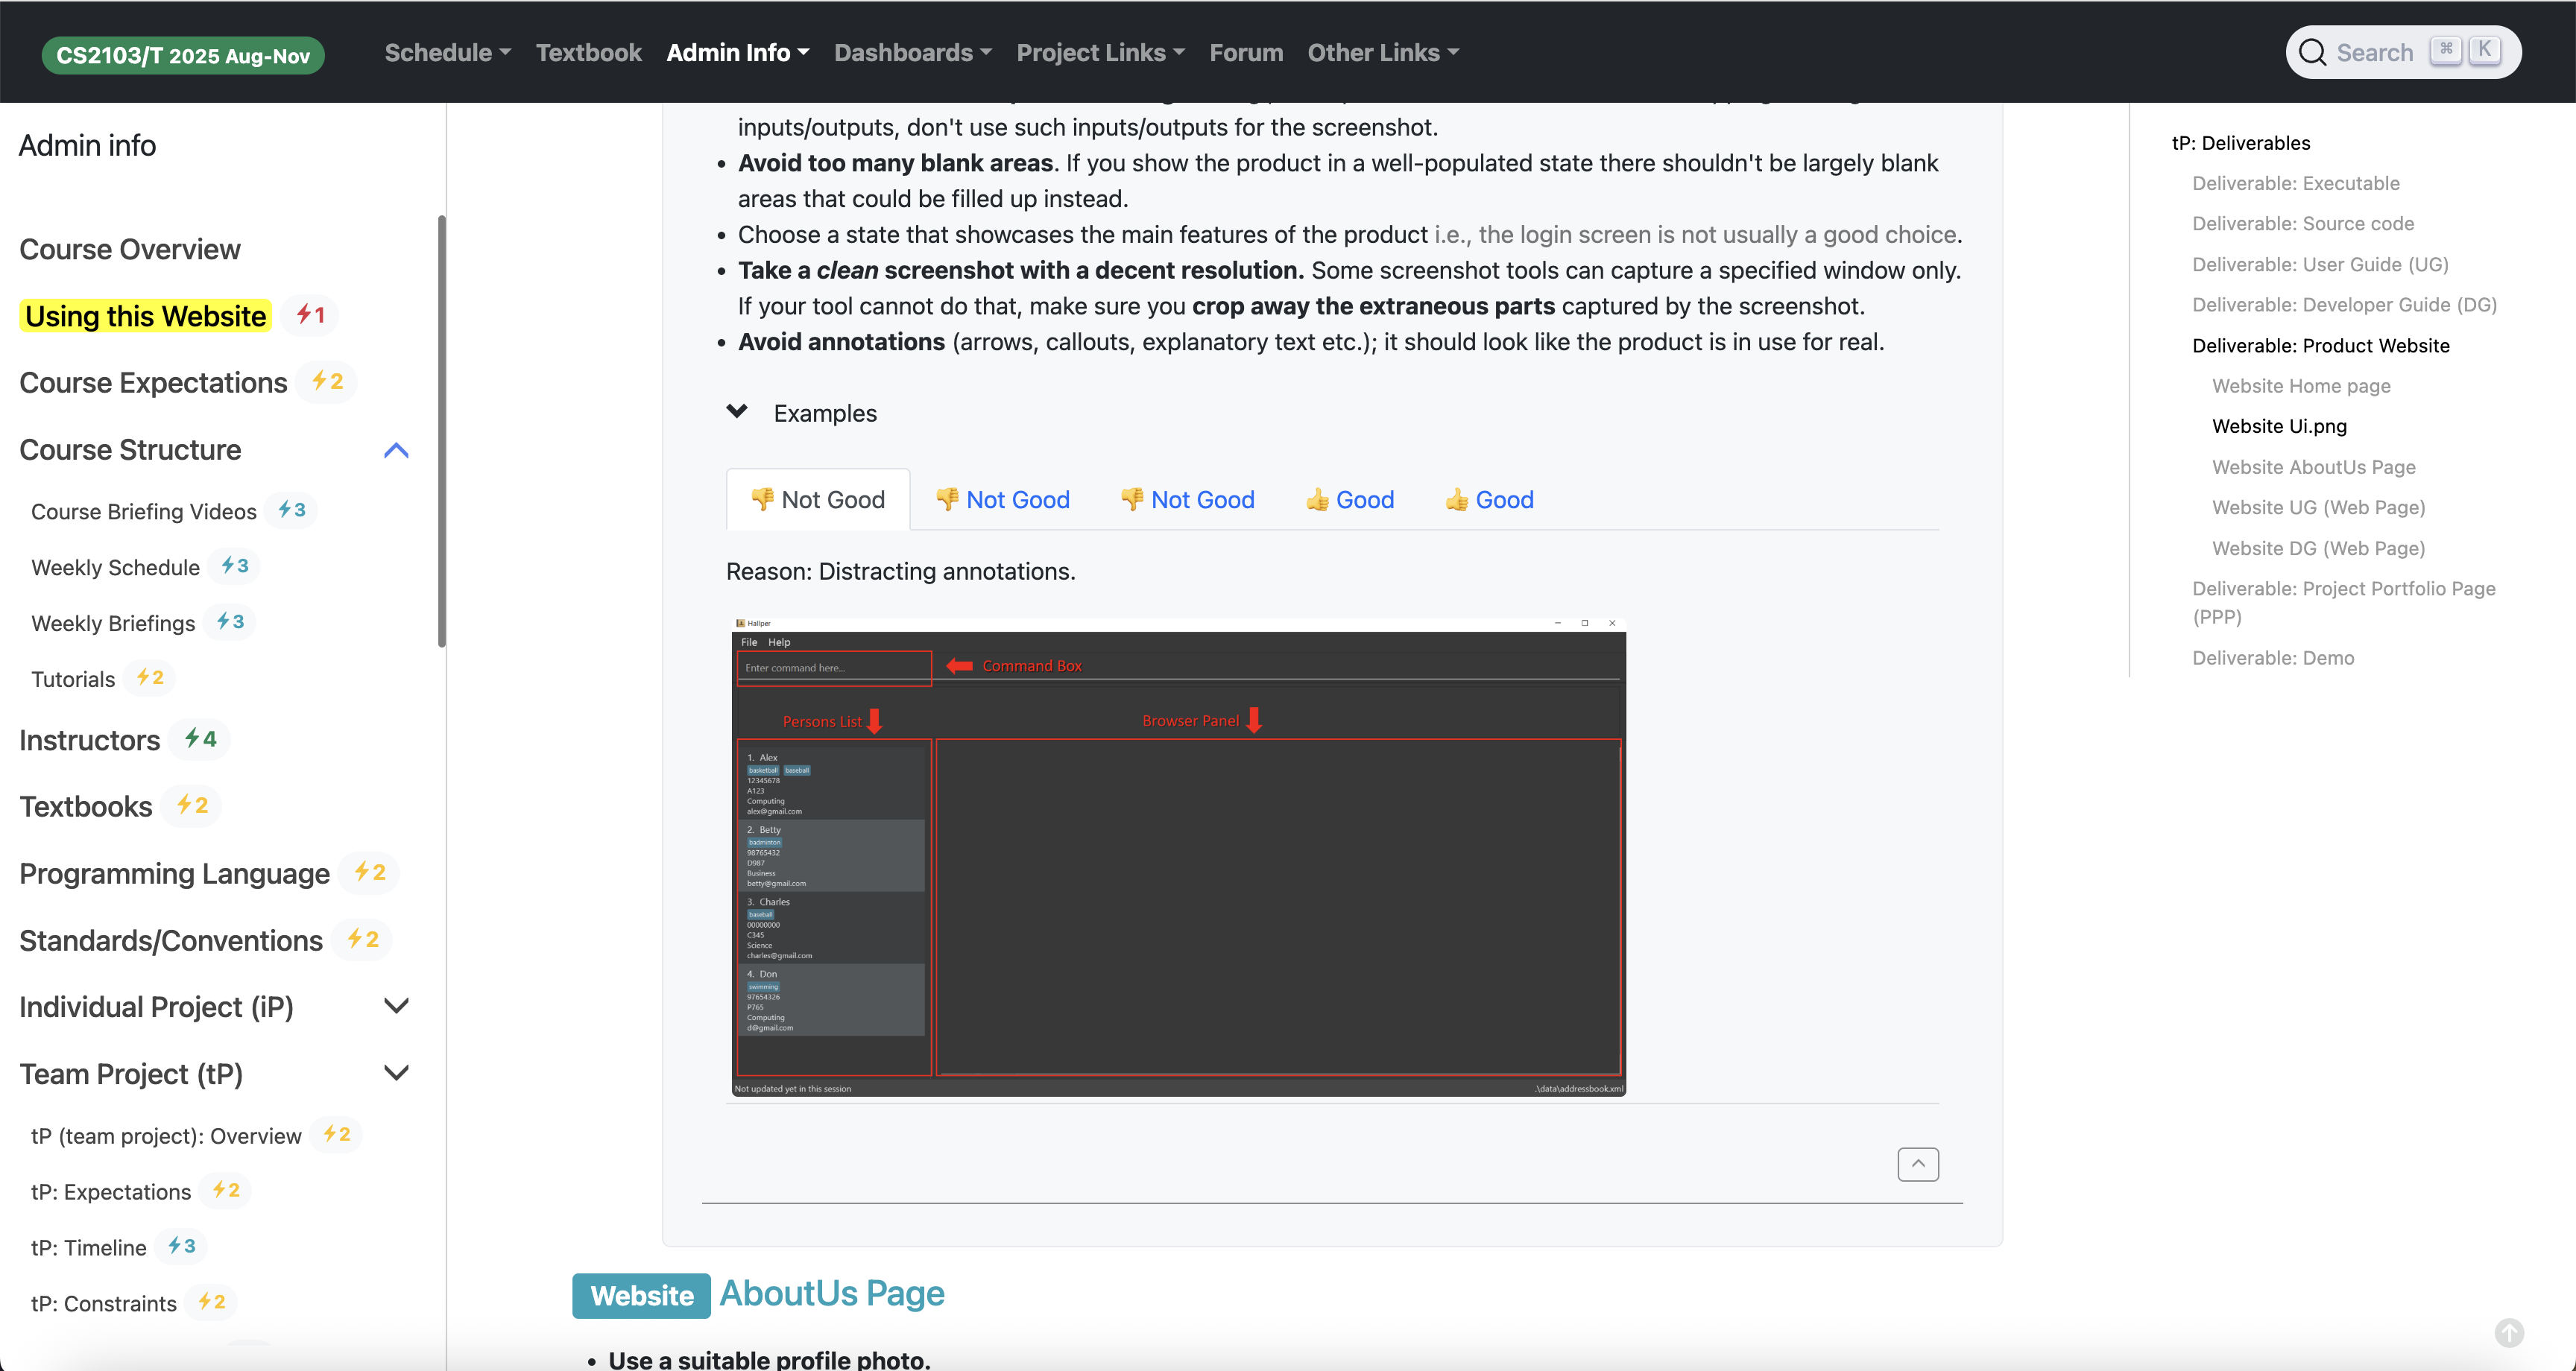 CS2103/T 2025 Aug-Nov
Schedule
Textbook
Admin Info
Dashboards
Project Links
Forum
Other Links
Search ⌘ K
Admin info
Course Overview
Using this Website 1
Course Expectations 2
Course Structure
Course Briefing Videos 3
Weekly Schedule 3
Weekly Briefings 3
Tutorials 2
Instructors 4
Textbooks 2
Programming Language 2
Standards/Conventions 2
Individual Project (iP)
Team Project (tP)
tP (team project): Overview 2
tP: Expectations 2
tP: Timeline 3
tP: Constraints 2
inputs/outputs, don't use such inputs/outputs for the screenshot.
• Avoid too many blank areas. If you show the product in a well-populated state there shouldn't be largely blank
areas that could be filled up instead.
• Choose a state that showcases the main features of the product i.e., the login screen is not usually a good choice.
• Take a clean screenshot with a decent resolution. Some screenshot tools can capture a specified window only.
If your tool cannot do that, make sure you crop away the extraneous parts captured by the screenshot.
• Avoid annotations (arrows, callouts, explanatory text etc.); it should look like the product is in use for real.
Examples
👎 Not Good
👎 Not Good
👎 Not Good
👍 Good
👍 Good
Reason: Distracting annotations.
Hallper
File Help
Enter command here...
Command Box
Persons List
Browser Panel
1. Alex
basketball baseball
12345678
A123
Computing
alex@gmail.com
2. Betty
badminton
98765432
D987
Business
betty@gmail.com
3. Charles
baseball
00000000
C345
Science
charles@gmail.com
4. Don
swimming
97654326
P765
Computing
d@gmail.com
Not updated yet in this session
.\data\addressbook.xml
Website AboutUs Page
• Use a suitable profile photo.
tP: Deliverables
Deliverable: Executable
Deliverable: Source code
Deliverable: User Guide (UG)
Deliverable: Developer Guide (DG)
Deliverable: Product Website
Website Home page
Website Ui.png
Website AboutUs Page
Website UG (Web Page)
Website DG (Web Page)
Deliverable: Project Portfolio Page
(PPP)
Deliverable: Demo